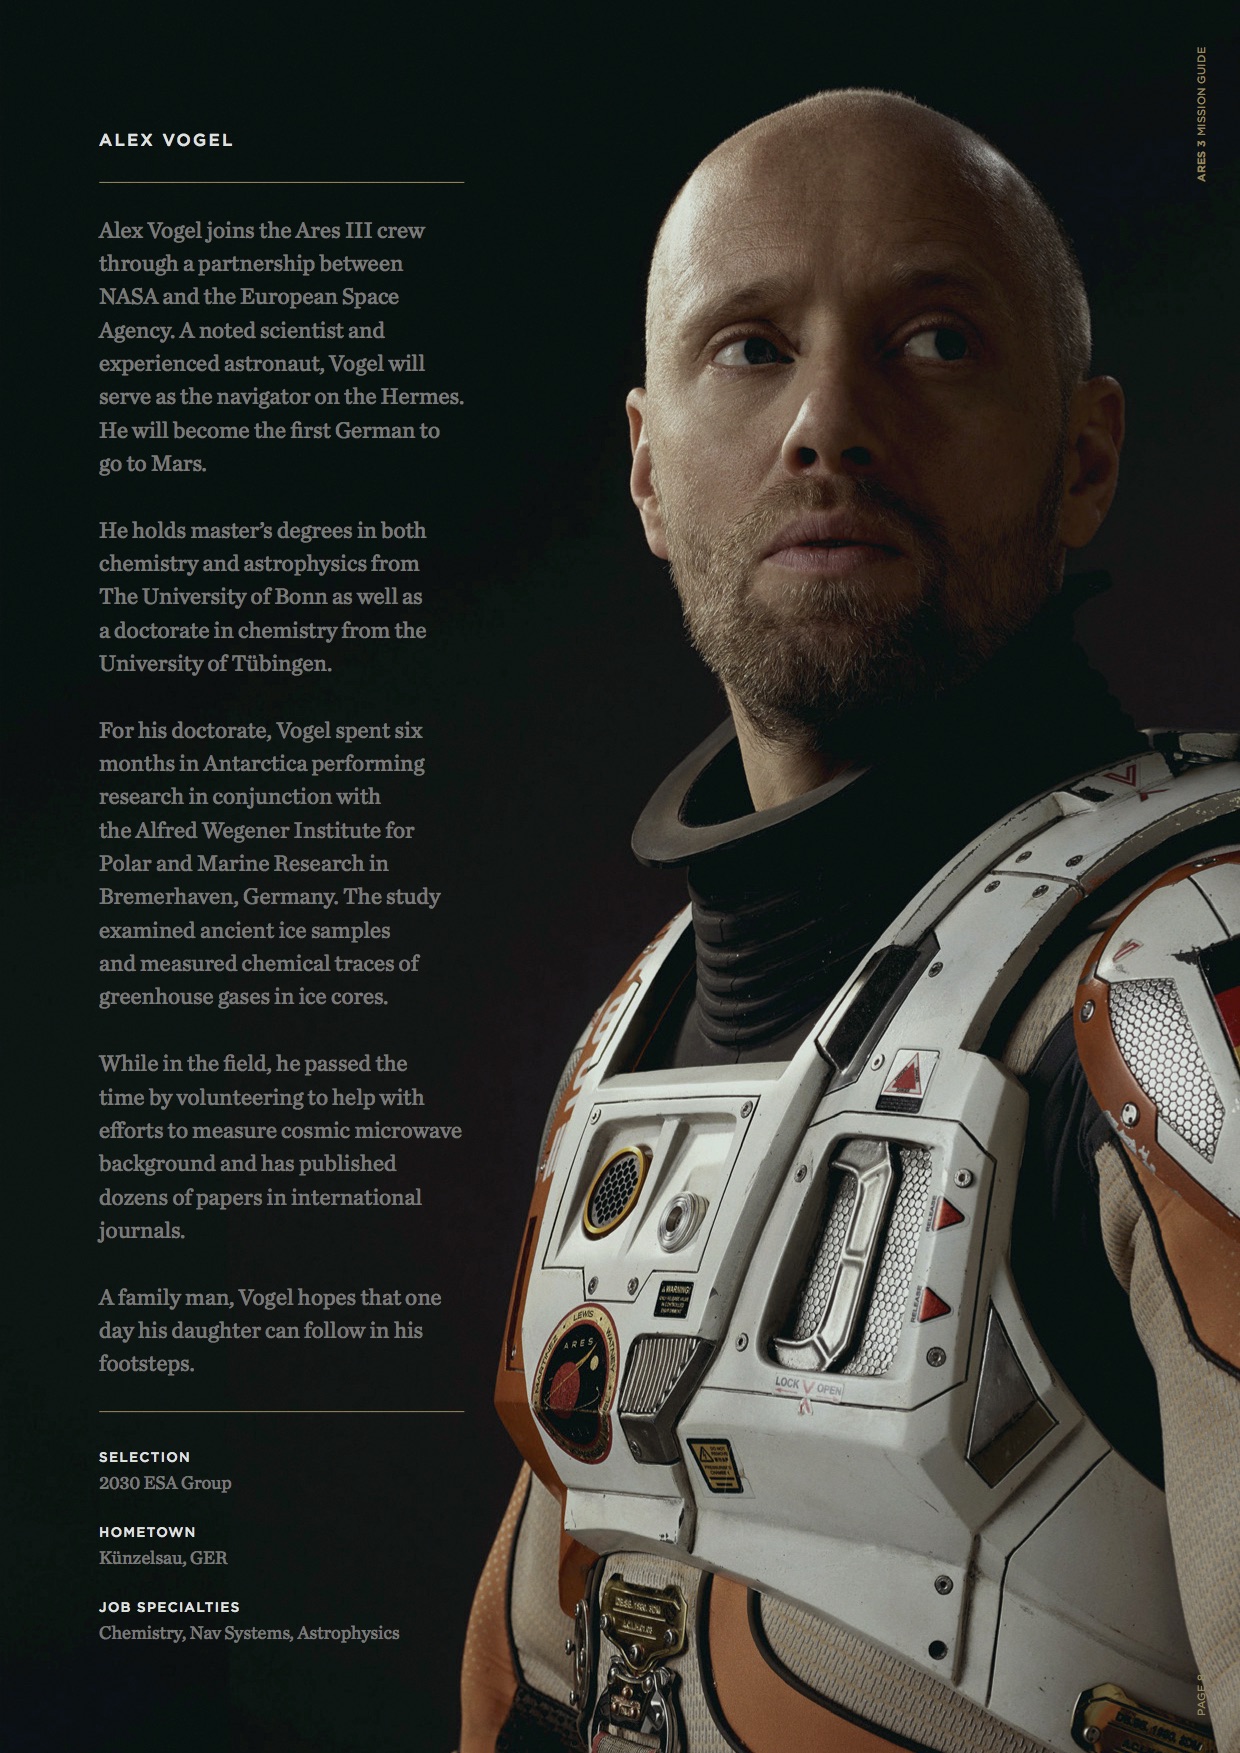 ARES 3 MISSION GUIDE
ALEX VOGEL
Alex Vogel joins the Ares III crew
through a partnership between
NASA and the European Space
Agency. A noted scientist and
experienced astronaut, Vogel will
serve as the navigator on the Hermes.
He will become the first German to
go to Mars.
He holds master’s degrees in both
chemistry and astrophysics from
The University of Bonn as well as
a doctorate in chemistry from the
University of Tübingen.
For his doctorate, Vogel spent six
months in Antarctica performing
research in conjunction with
the Alfred Wegener Institute for
Polar and Marine Research in
Bremerhaven, Germany. The study
examined ancient ice samples
and measured chemical traces of
greenhouse gases in ice cores.
While in the field, he passed the
time by volunteering to help with
efforts to measure cosmic microwave
background and has published
dozens of papers in international
journals.
A family man, Vogel hopes that one
day his daughter can follow in his
footsteps.
SELECTION
2030 ESA Group
HOMETOWN
Künzelsau, GER
JOB SPECIALTIES
Chemistry, Nav Systems, Astrophysics
RELEASE
RELEASE
WARNING!
LEWIS
ARES
LOCK OPEN
PAGE